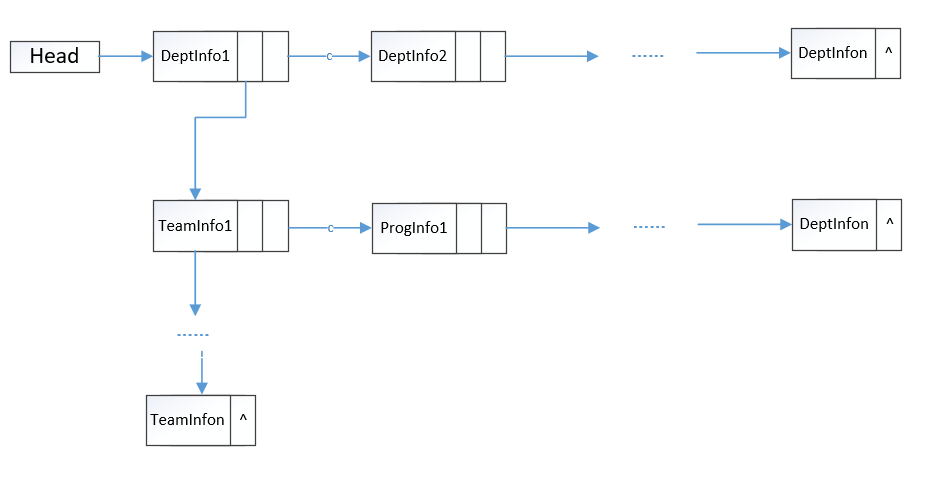 Head
DeptInfo1
c
DeptInfo2
......
DeptInfon
^
TeamInfo1
c
ProgInfo1
......
DeptInfon
^
......
TeamInfon
^